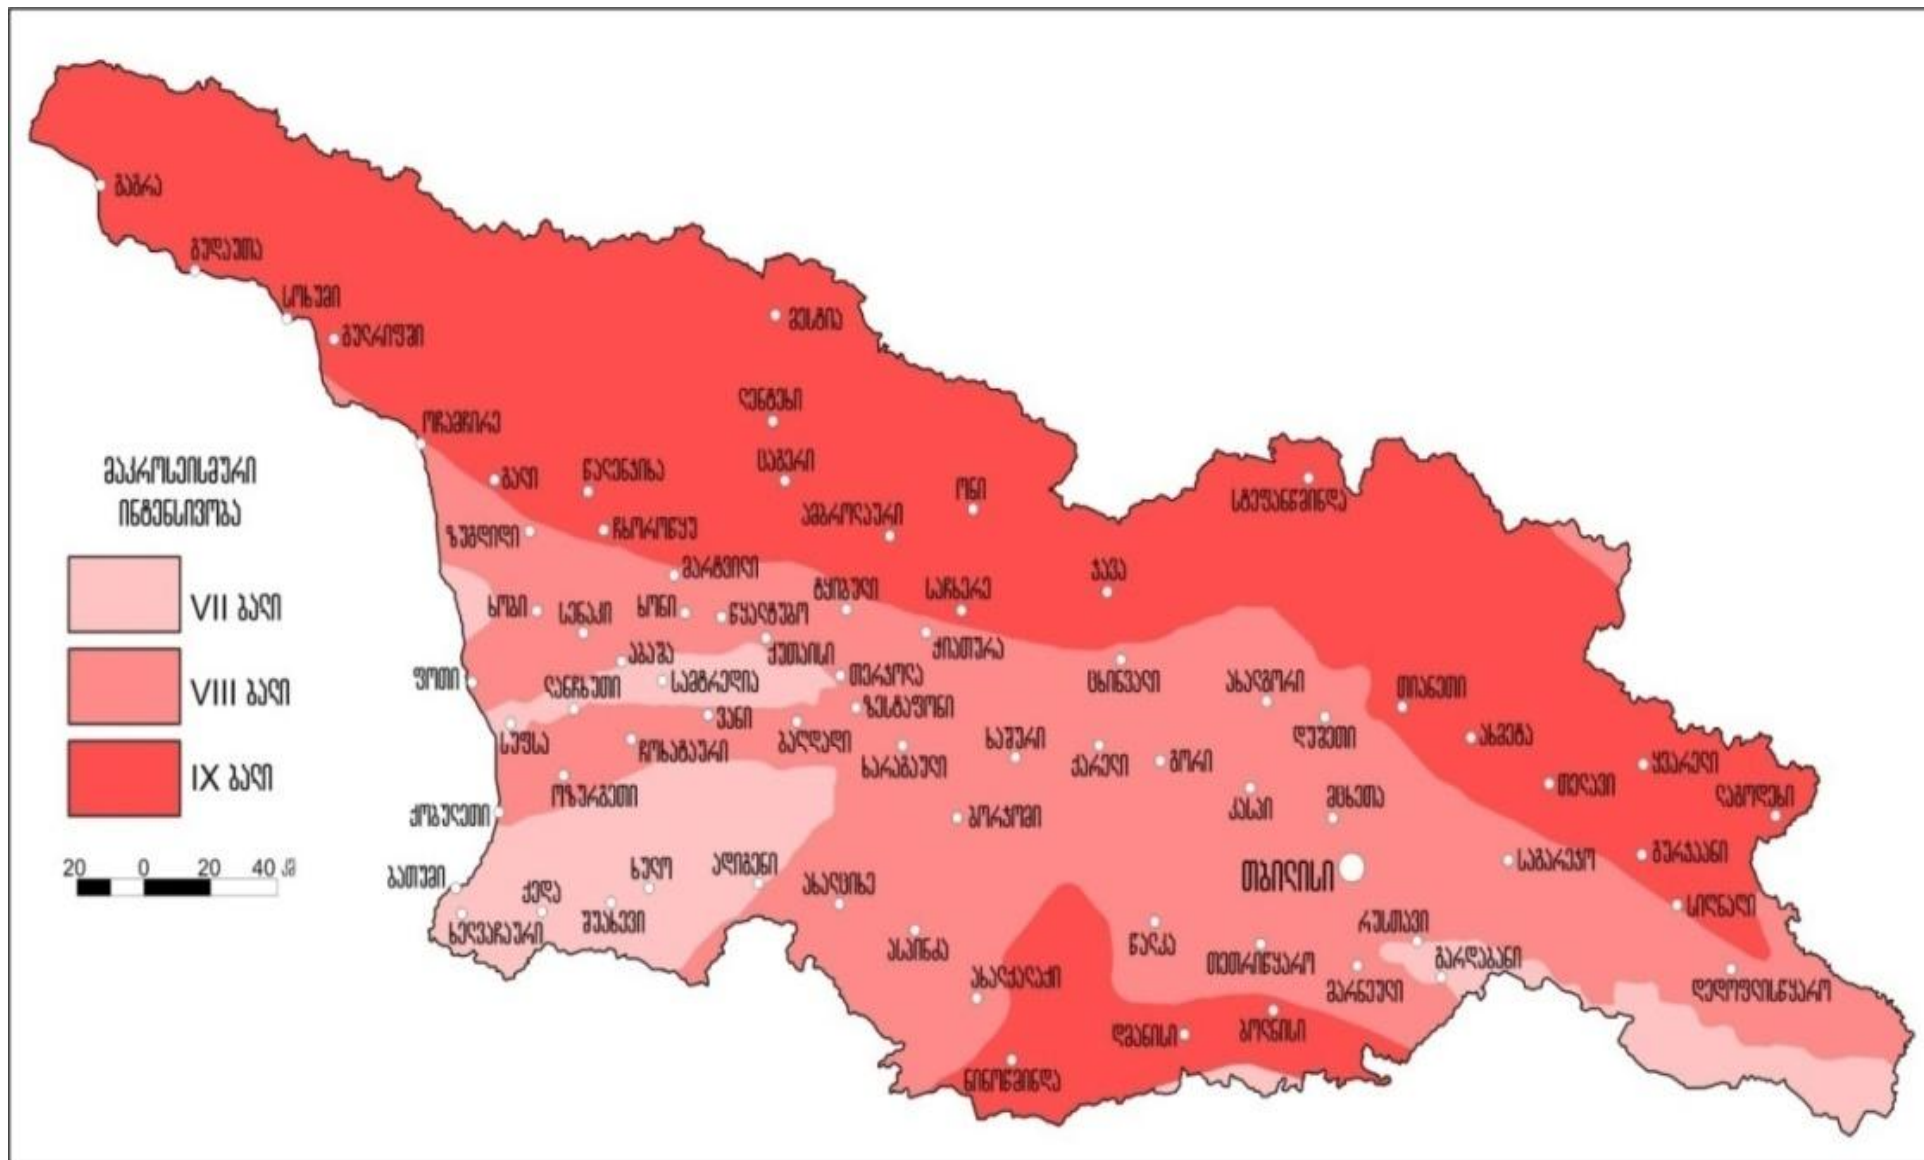 გაგრა
გუდაუთა
სოხუმი
გულრიფში
ოჩამჩირე
გალი
წალენჯიხა
მესტია
ლენტეხი
ცაგერი
ამბროლაური
ონი
სტეფანწმინდა
ზუგდიდი
ჩხოროწყუ
მარტვილი
ტყიბული
საჩხერე
ჯავა
ხობი
სენაკი
ხონი
წყალტუბო
ქუთაისი
ჭიათურა
აბაშა
სამტრედია
თერჯოლა
ფოთი
ლანჩხუთი
ვანი
ზესტაფონი
ცხინვალი
ახალგორი
თიანეთი
სუფსა
ჩოხატაური
ბაღდადი
ხარაგაული
ხაშური
ქარელი
გორი
დუშეთი
ახმეტა
თელავი
ყვარელი
ლაგოდეხი
ოზურგეთი
ქობულეთი
ბორჯომი
კასპი
მცხეთა
თბილისი
საგარეჯო
გურჯაანი
სიღნაღი
ბათუმი
ქედა
ხულო
ადიგენი
ახალციხე
ხელვაჩაური
შუახევი
ასპინძა
წალკა
თეთრიწყარო
რუსთავი
გარდაბანი
მარნეული
დედოფლისწყარო
ახალქალაქი
დმანისი
ბოლნისი
ნინოწმინდა
მაკროსეისმური
ინტენსივობა
VII ბალი
VIII ბალი
IX ბალი
20 0 20 40 კმ